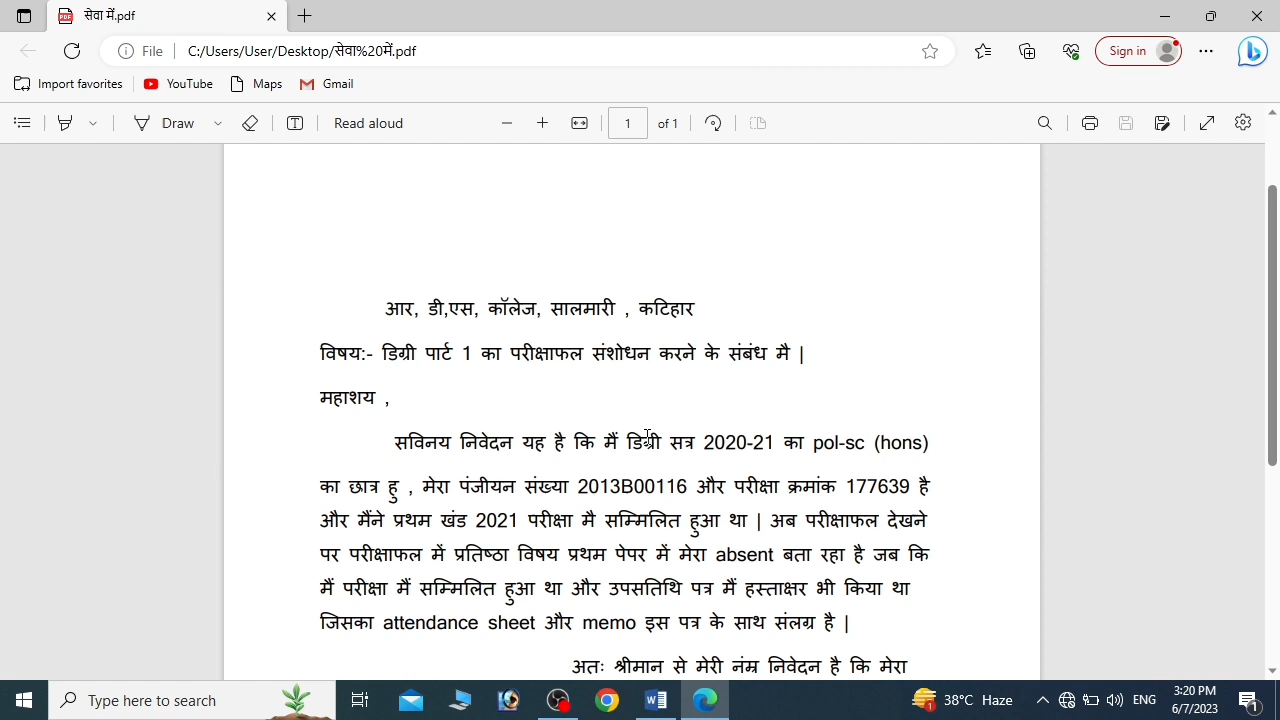 सेवा में.pdf
File C:/Users/User/Desktop/सेवा%20में.pdf Sign in
Import favorites YouTube Maps Gmail
Draw Read aloud 1 of 1
आर, डी,एस, कॉलेज, सालमारी , कटिहार
विषय:- डिग्री पार्ट 1 का परीक्षाफल संशोधन करने के संबंध मै |
महाशय ,
सविनय निवेदन यह है कि मैं डिग्री सत्र 2020-21 का pol-sc (hons)
का छात्र हु , मेरा पंजीयन संख्या 2013B00116 और परीक्षा क्रमांक 177639 है
और मैंने प्रथम खंड 2021 परीक्षा मै सम्मिलित हुआ था | अब परीक्षाफल देखने
पर परीक्षाफल में प्रतिष्ठा विषय प्रथम पेपर में मेरा absent बता रहा है जब कि
मैं परीक्षा मैं सम्मिलित हुआ था और उपसतिथि पत्र मैं हस्ताक्षर भी किया था
जिसका attendance sheet और memo इस पत्र के साथ संलग्र है |
अतः श्रीमान से मेरी नंम्र निवेदन है कि मेरा
Type here to search 38°C Haze ENG 3:20 PM
6/7/2023